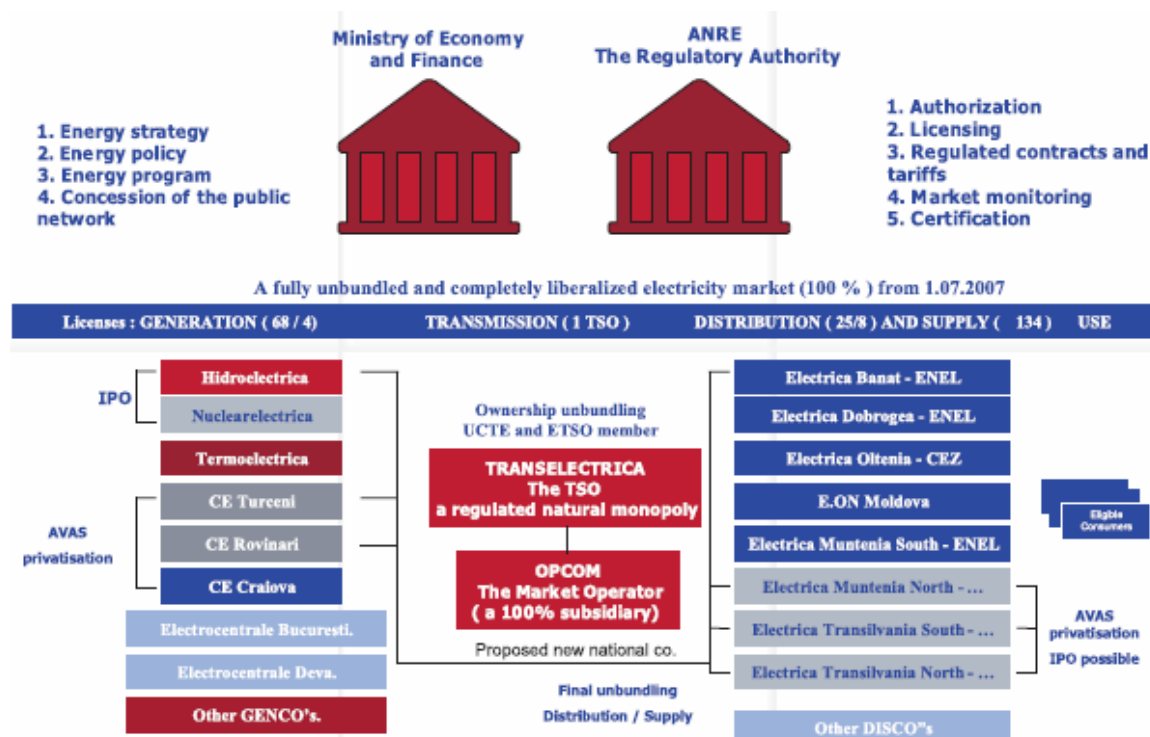 Ministry of Economy
and Finance
ANRE
The Regulatory Authority
1. Energy strategy
2. Energy policy
3. Energy program
4. Concession of the public
network
1. Authorization
2. Licensing
3. Regulated contracts and
tariffs
4. Market monitoring
5. Certification
A fully unbundled and completely liberalized electricity market (100 % ) from 1.07.2007
Licenses : GENERATION ( 68 / 4) TRANSMISSION ( 1 TSO ) DISTRIBUTION ( 25/8 ) AND SUPPLY ( 134 ) USE
IPO
Hidroelectrica
Nuclearelectrica
Termoelectrica
AVAS
privatisation
CE Turceni
CE Rovinari
CE Craiova
Electrocentrale Bucuresti.
Electrocentrale Deva.
Other GENCO's.
Ownership unbundling
UCTE and ETSO member
TRANSELECTRICA
The TSO
a regulated natural monopoly
OPCOM
The Market Operator
( a 100% subsidiary)
Proposed new national co.
Final unbundling
Distribution / Supply
Electrica Banat - ENEL
Electrica Dobrogea - ENEL
Electrica Oltenia - CEZ
E.ON Moldova
Electrica Muntenia South - ENEL
Electrica Muntenia North - ...
Electrica Transilvania South - ...
Electrica Transilvania North - ...
Other DISCO"s
Eligible
Consumers
AVAS
privatisation
IPO possible